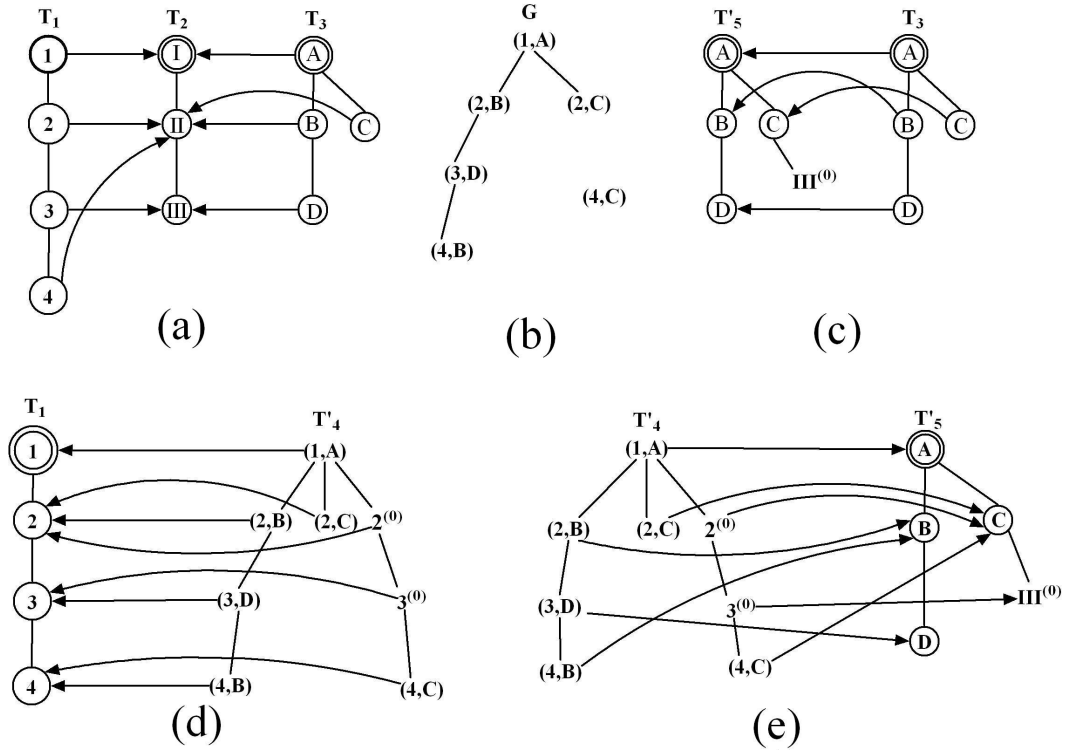 T1 T2 T3
1 I A
2 II B C
3 III D
4
(a)
G
(1,A)
(2,B) (2,C)
(3,D)
(4,C)
(4,B)
(b)
T'5 T3
A A
B C B C
III(0)
D D
(c)
T1 T'4
1 (1,A)
2 (2,B) (2,C) 2(0)
3 (3,D) 3(0)
4 (4,B) (4,C)
(d)
T'4 T'5
(1,A) A
(2,B) (2,C) 2(0) B C
(3,D) 3(0) III(0)
D
(4,B) (4,C)
(e)